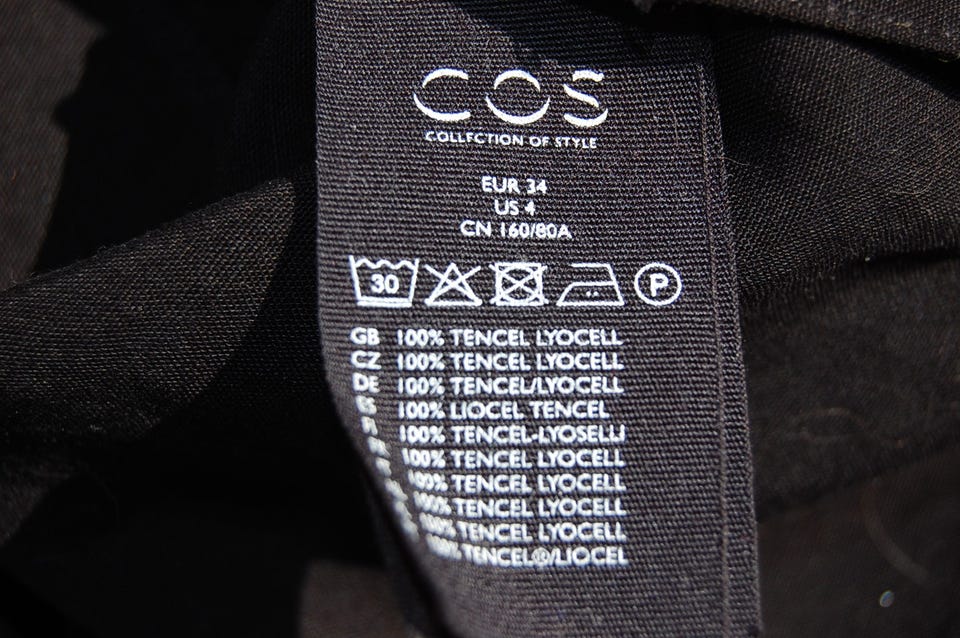 COS
COLLECTION OF STYLE
EUR 34
US 4
CN 160/80A
30 P
GB 100% TENCEL LYOCELL
CZ 100% TENCEL LYOCELL
DE 100% TENCEL/LYOCELL
ES 100% LIOCEL TENCEL
100% TENCEL-LYOSELLI
100% TENCEL LYOCELL
100% TENCEL LYOCELL
100% TENCEL LYOCELL
100% TENCEL LYOCELL
100% TENCEL®/LIOCEL